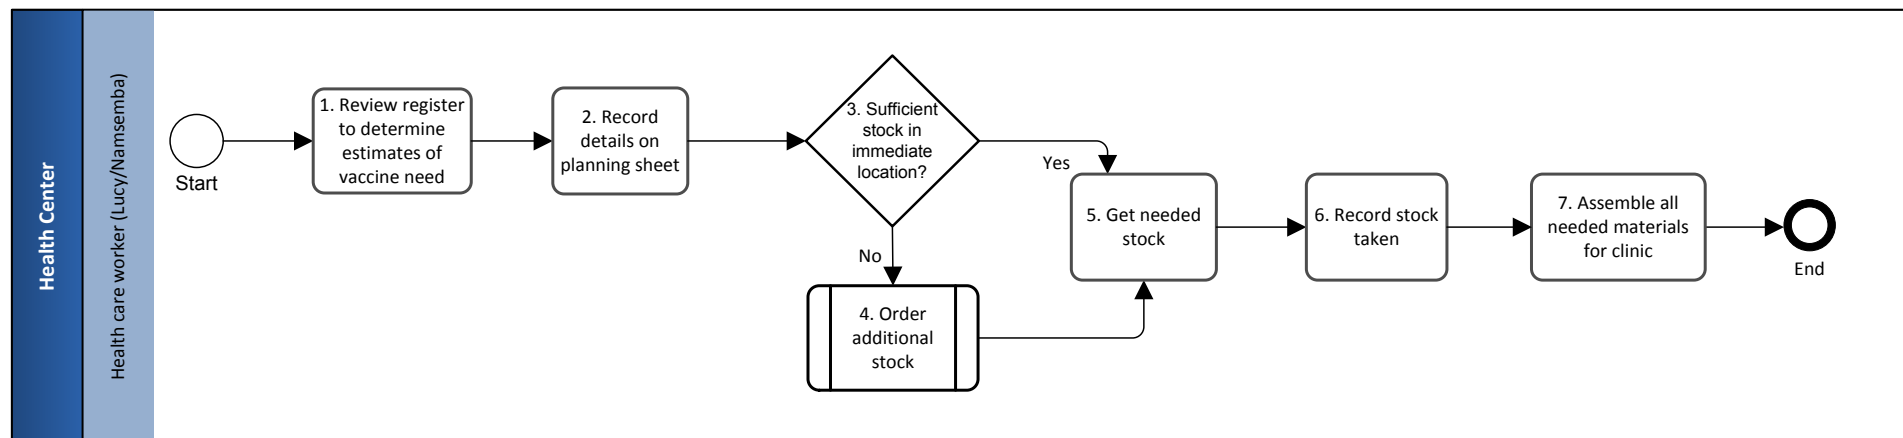 Health Center
Health care worker (Lucy/Namsemba)
Start
1. Review register
to determine
estimates of
vaccine need
2. Record
details on
planning sheet
3. Sufficient
stock in
immediate
location?
Yes
No
4. Order
additional
stock
5. Get needed
stock
6. Record stock
taken
7. Assemble all
needed materials
for clinic
End